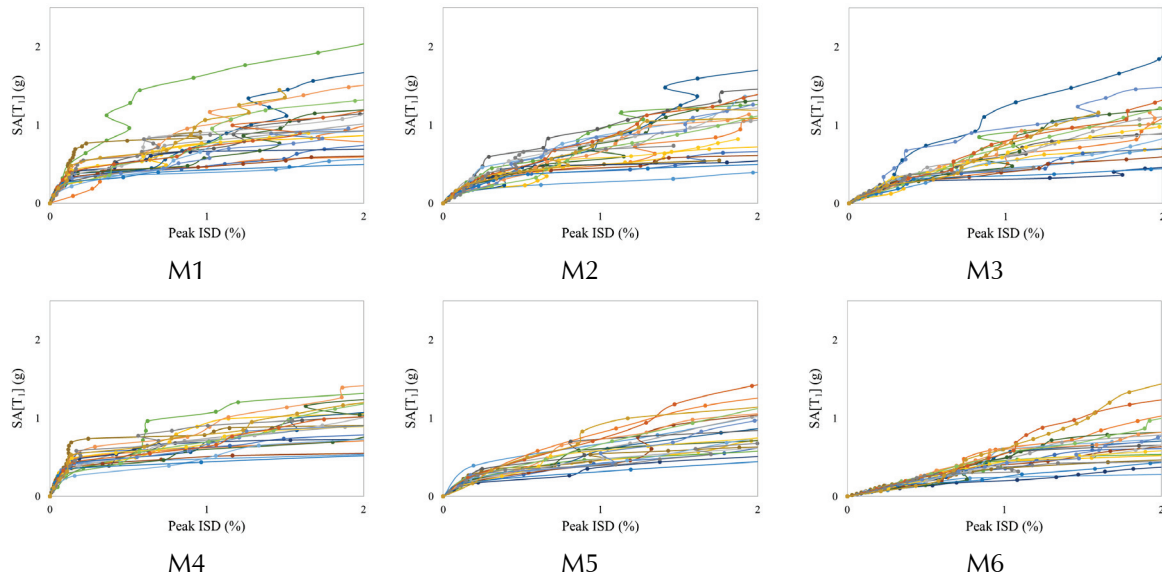 SA[T₁] (g)
2
1
0
0
1
2
Peak ISD (%)
M1
SA[T₁] (g)
2
1
0
0
1
2
Peak ISD (%)
M2
SA[T₁] (g)
2
1
0
0
1
2
Peak ISD (%)
M3
SA[T₁] (g)
2
1
0
0
1
2
Peak ISD (%)
M4
SA[T₁] (g)
2
1
0
0
1
2
Peak ISD (%)
M5
SA[T₁] (g)
2
1
0
0
1
2
Peak ISD (%)
M6